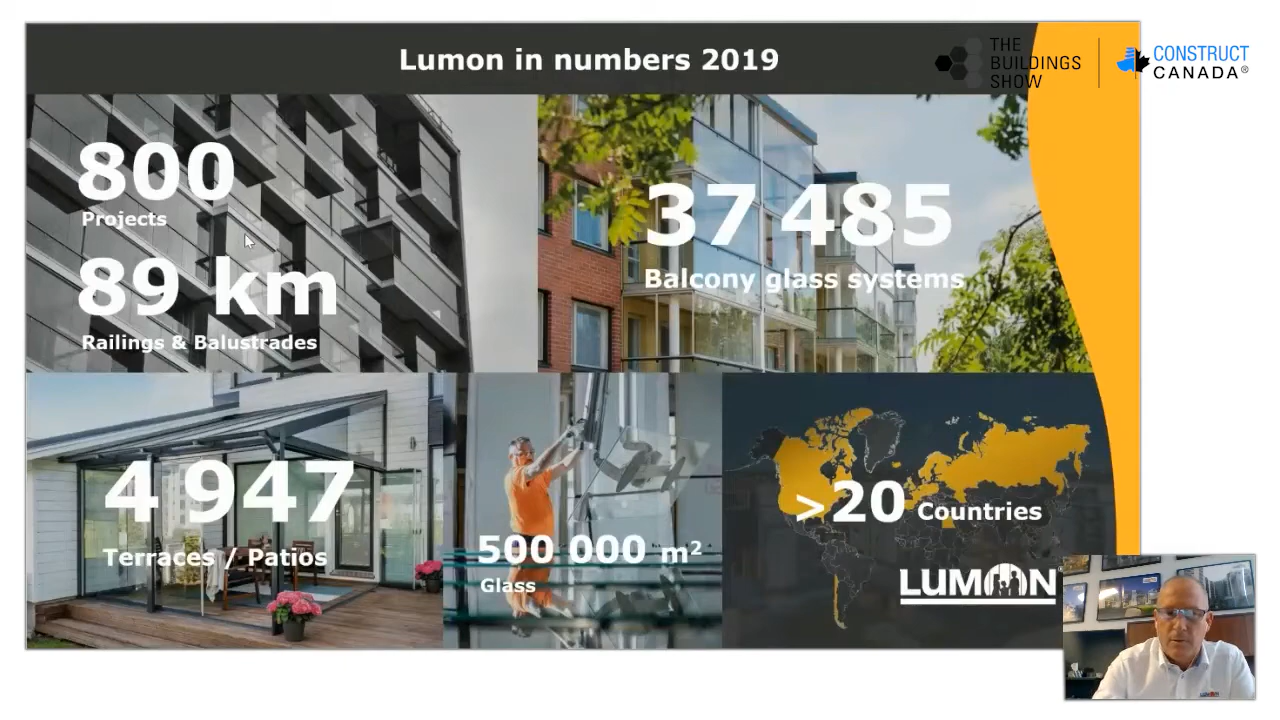 Lumon in numbers 2019
THE
BUILDINGS
SHOW
CONSTRUCT
CANADA®
800
Projects
89 km
Railings & Balustrades
37 485
Balcony glass systems
4 947
Terraces / Patios
500 000 m²
Glass
>20 Countries
LUMON
LUMON